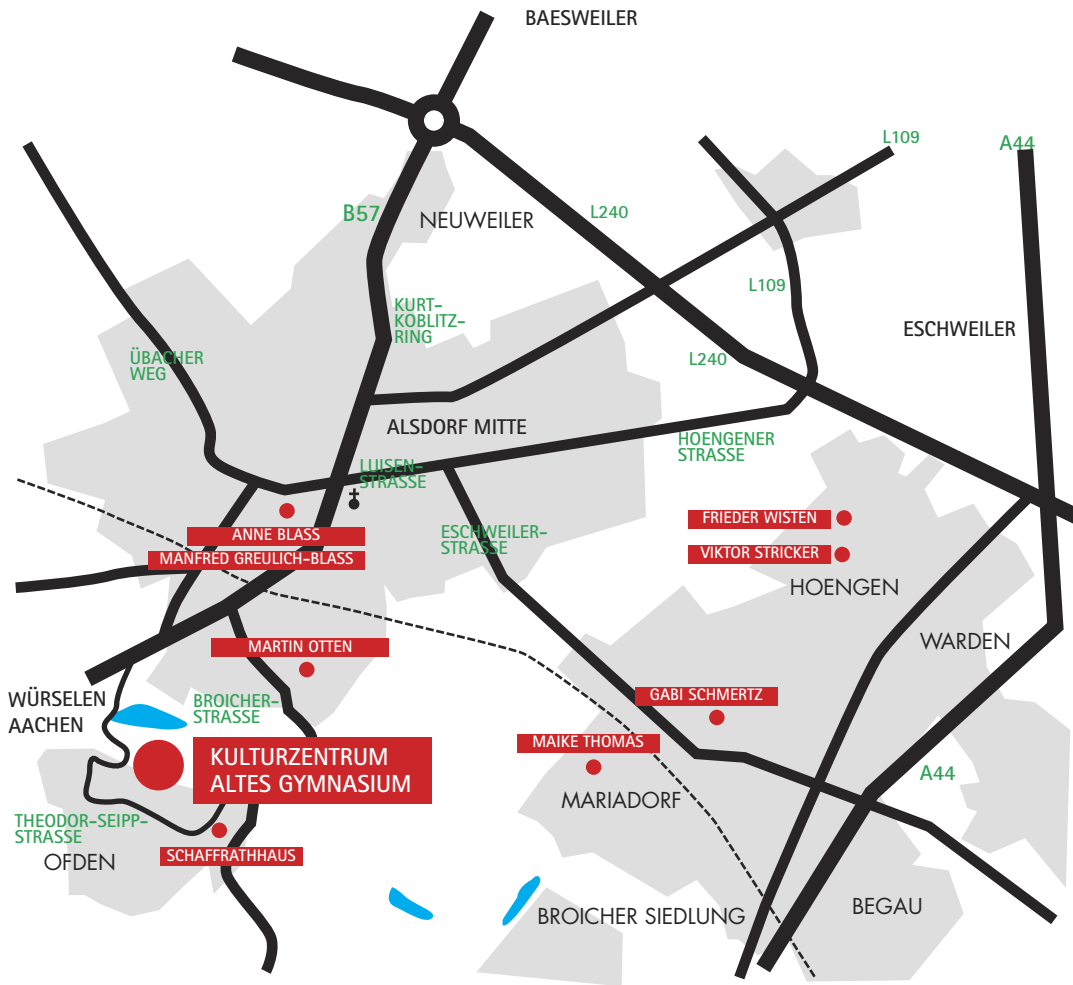 BAESWEILER
L109
A44
B57
NEUWEILER
L240
L109
KURT-
KOBLITZ-
RING
ESCHWEILER
ÜBACHER
WEG
L240
ALSDORF MITTE
HOENGENER
STRASSE
LUISEN-
STRASSE
ESCHWEILER-
STRASSE
FRIEDER WISTEN
ANNE BLASS
MANFRED GREULICH-BLASS
VIKTOR STRICKER
HOENGEN
MARTIN OTTEN
WARDEN
WÜRSELEN
AACHEN
BROICHER-
STRASSE
GABI SCHMERTZ
KULTURZENTRUM
ALTES GYMNASIUM
MAIKE THOMAS
A44
MARIADORF
THEODOR-SEIPP-
STRASSE
OFDEN
SCHAFFRATHHAUS
BROICHER SIEDLUNG
BEGAU